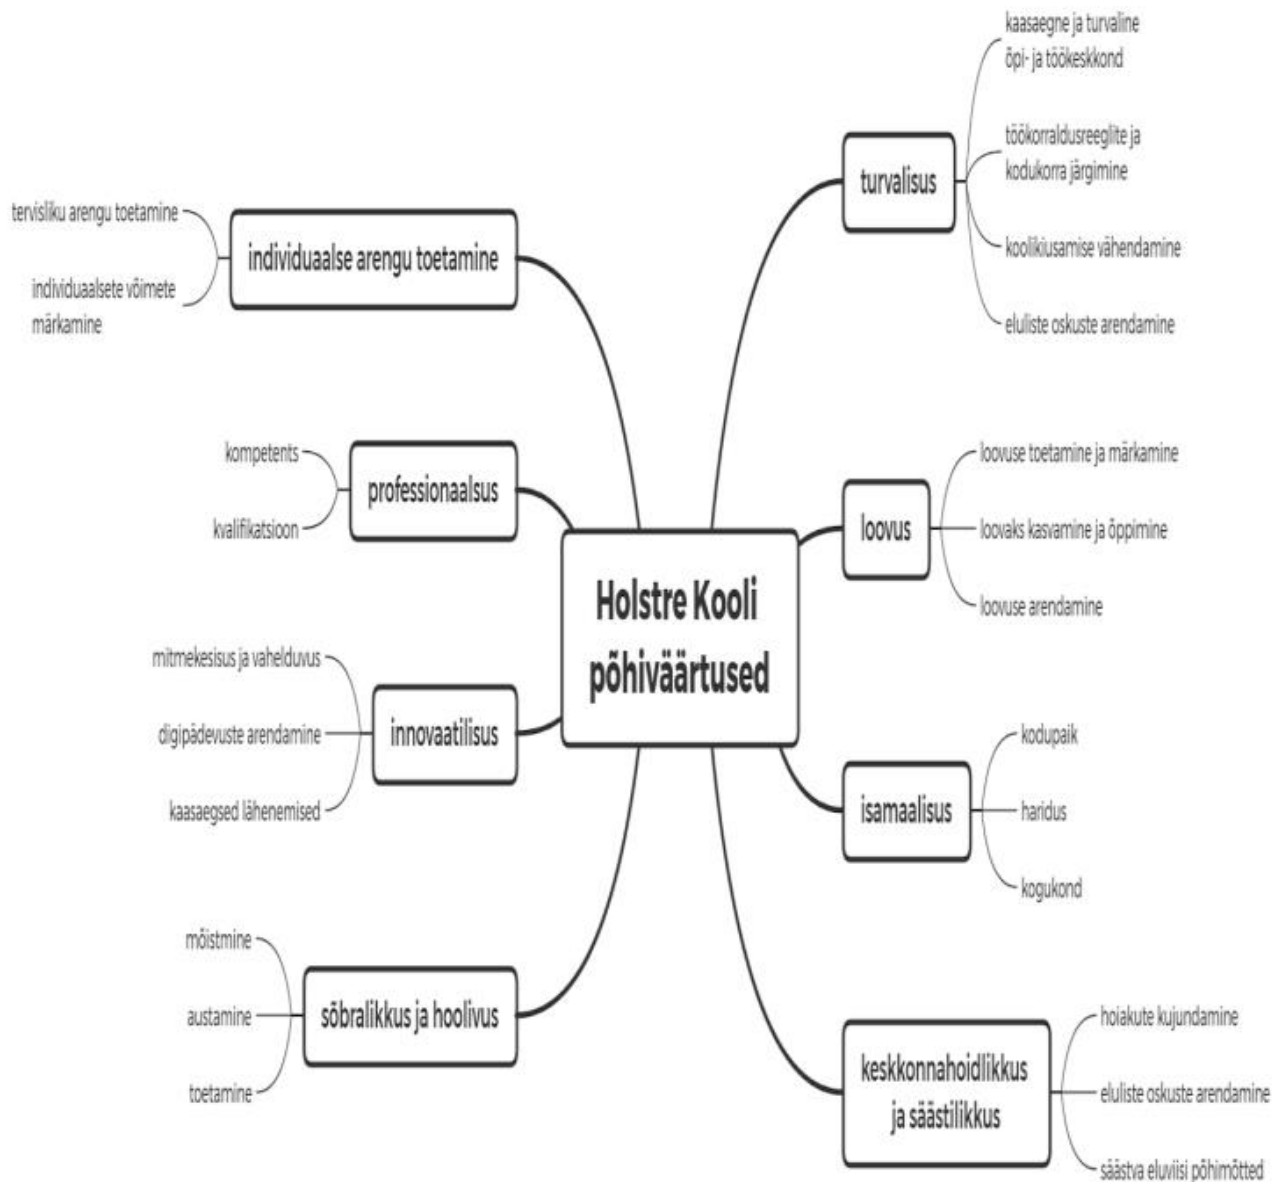 Holstre Kooli
põhiväärtused
turvalisus
kaasaegne ja turvaline
õpi- ja töökeskkond
töökorraldusreeglite ja
kodukorra järgimine
koolikiusamise vähendamine
eluliste oskuste arendamine
loovus
loovuse toetamine ja märkamine
loovaks kasvamine ja õppimine
loovuse arendamine
isamaalisus
kodupaik
haridus
kogukond
keskkonnahoidlikkus
ja säästilikkus
hoiakute kujundamine
eluliste oskuste arendamine
säästva eluviisi põhimõtted
individuaalse arengu toetamine
tervisliku arengu toetamine
individuaalsete võimete
märkamine
professionaalsus
kompetents
kvalifikatsioon
innovaatilisus
mitmekesisus ja vahelduvus
digipädevuste arendamine
kaasaegsed lähenemised
sõbralikkus ja hoolivus
mõistmine
austamine
toetamine